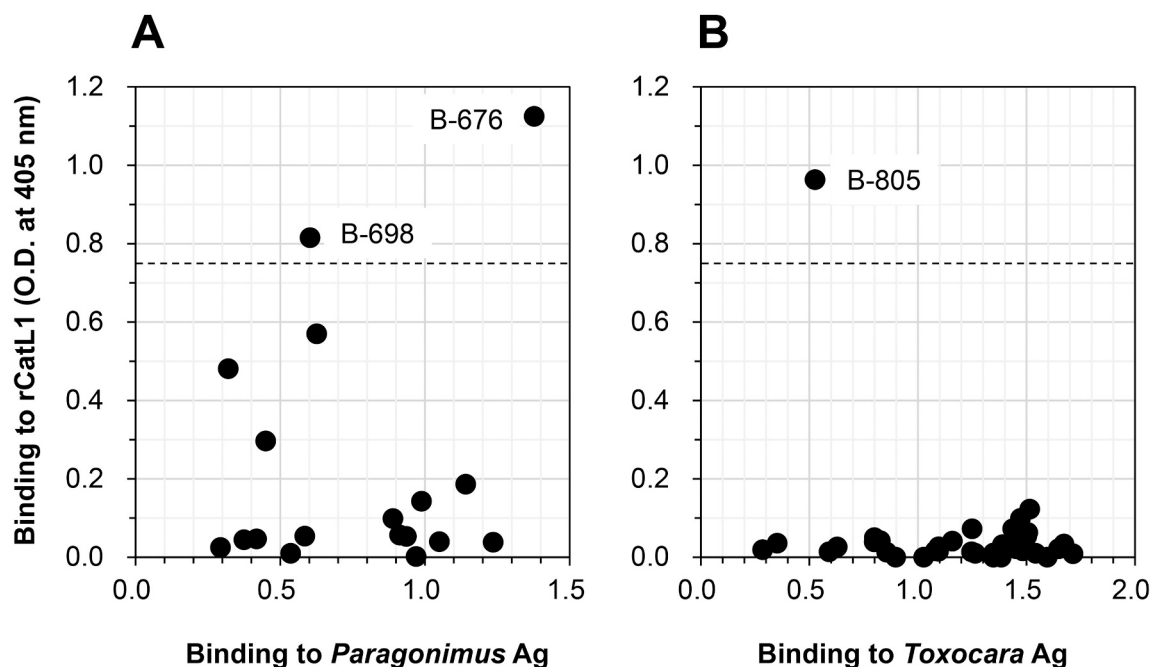 A
B
Binding to rCatL1 (O.D. at 405 nm)
1.2
1.0
0.8
0.6
0.4
0.2
0.0
B-676
B-698
0.0
0.5
1.0
1.5
Binding to Paragonimus Ag
1.2
1.0
0.8
0.6
0.4
0.2
0.0
B-805
0.0
0.5
1.0
1.5
2.0
Binding to Toxocara Ag